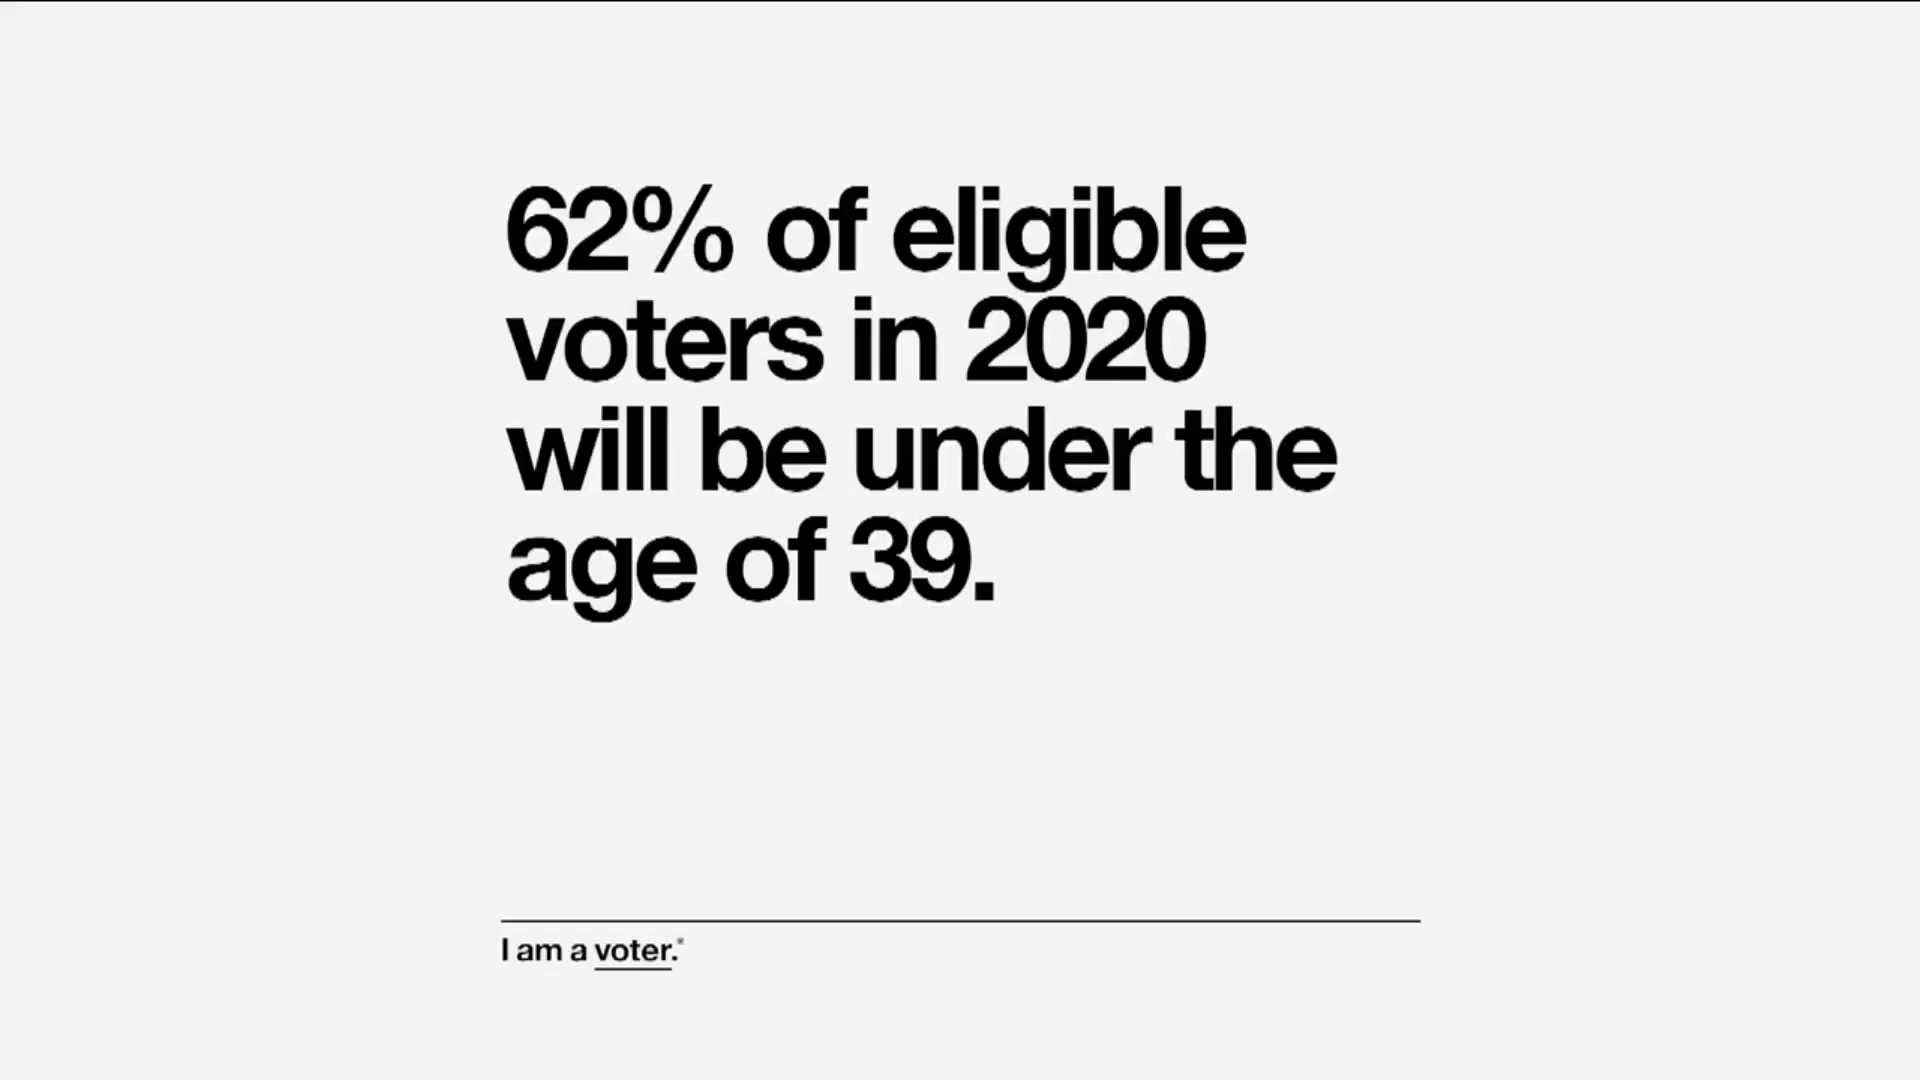 62% of eligible
voters in 2020
will be under the
age of 39.
I am a voter.